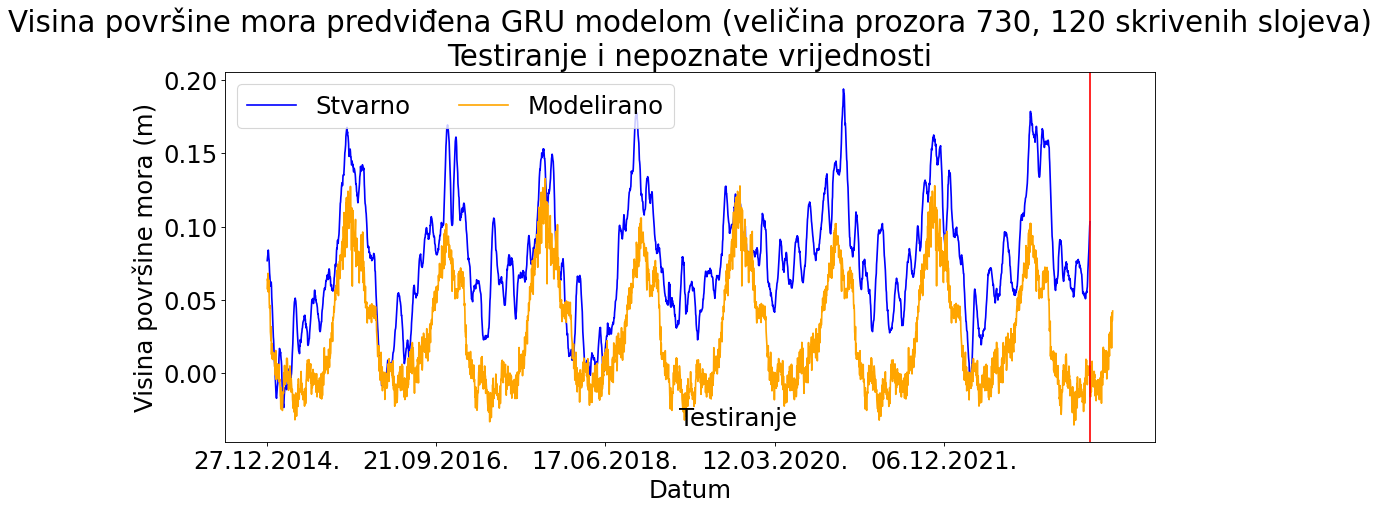 Visina površine mora predviđena GRU modelom (veličina prozora 730, 120 skrivenih slojeva)
Testiranje i nepoznate vrijednosti
Stvarno
Modelirano
Visina površine mora (m)
0.20
0.15
0.10
0.05
0.00
Testiranje
27.12.2014.
21.09.2016.
17.06.2018.
12.03.2020.
06.12.2021.
Datum